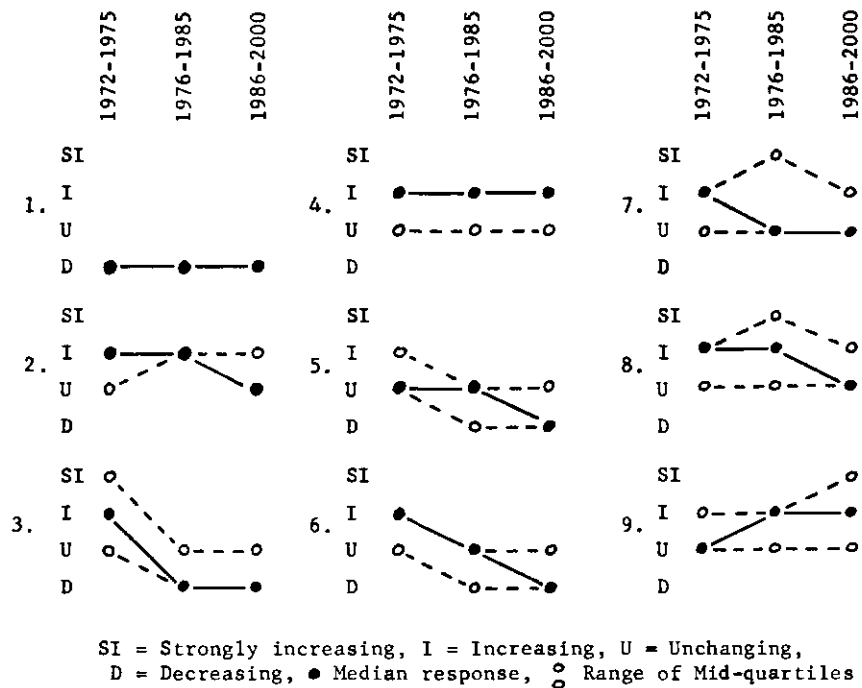 1972-1975 1976-1985 1986-2000 1972-1975 1976-1985 1986-2000 1972-1975 1976-1985 1986-2000
1.
SI
I
U
D
4.
SI
I
U
D
7.
SI
I
U
D
2.
SI
I
U
D
5.
SI
I
U
D
8.
SI
I
U
D
3.
SI
I
U
D
6.
SI
I
U
D
9.
SI
I
U
D
SI = Strongly increasing, I = Increasing, U = Unchanging,
D = Decreasing, ● Median response, Range of Mid-quartiles